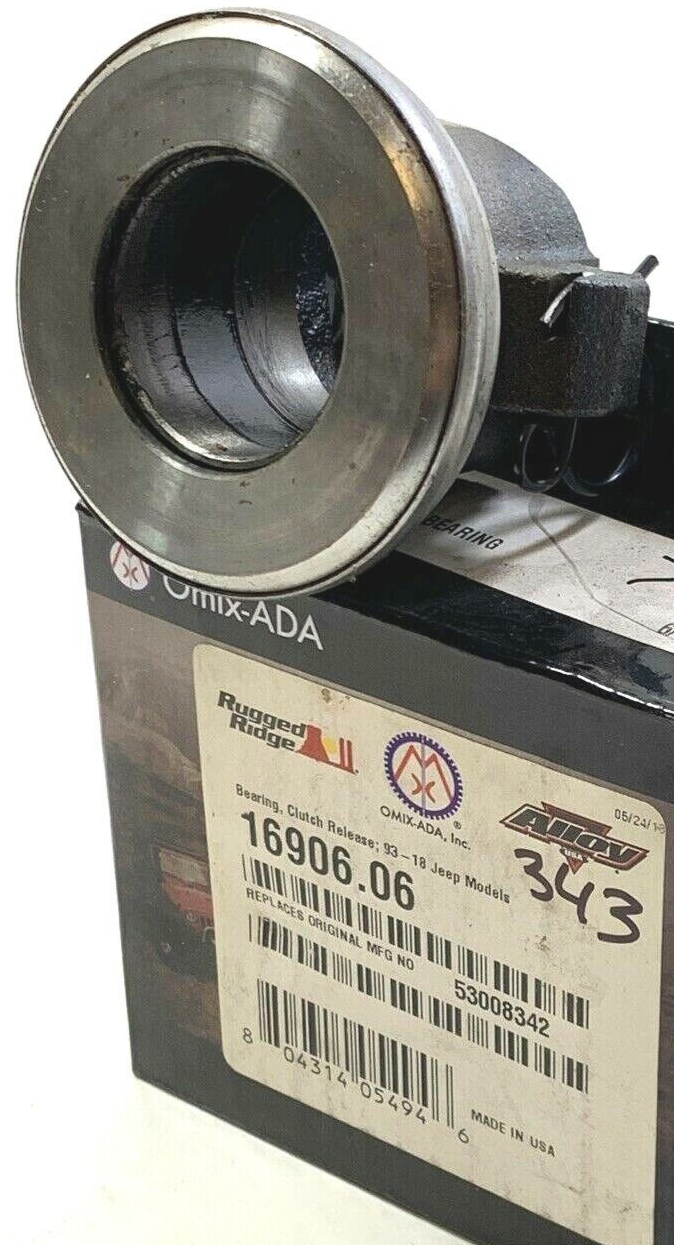 BEARING
Omix-ADA
®
Rugged
Ridge
OMIX-ADA, Inc.
®
05/24/18
Alloy
USA
Bearing, Clutch Release; 93-18 Jeep Models
16906.06
343
REPLACES ORIGINAL MFG NO
53008342
8 04314 05494 6
MADE IN USA